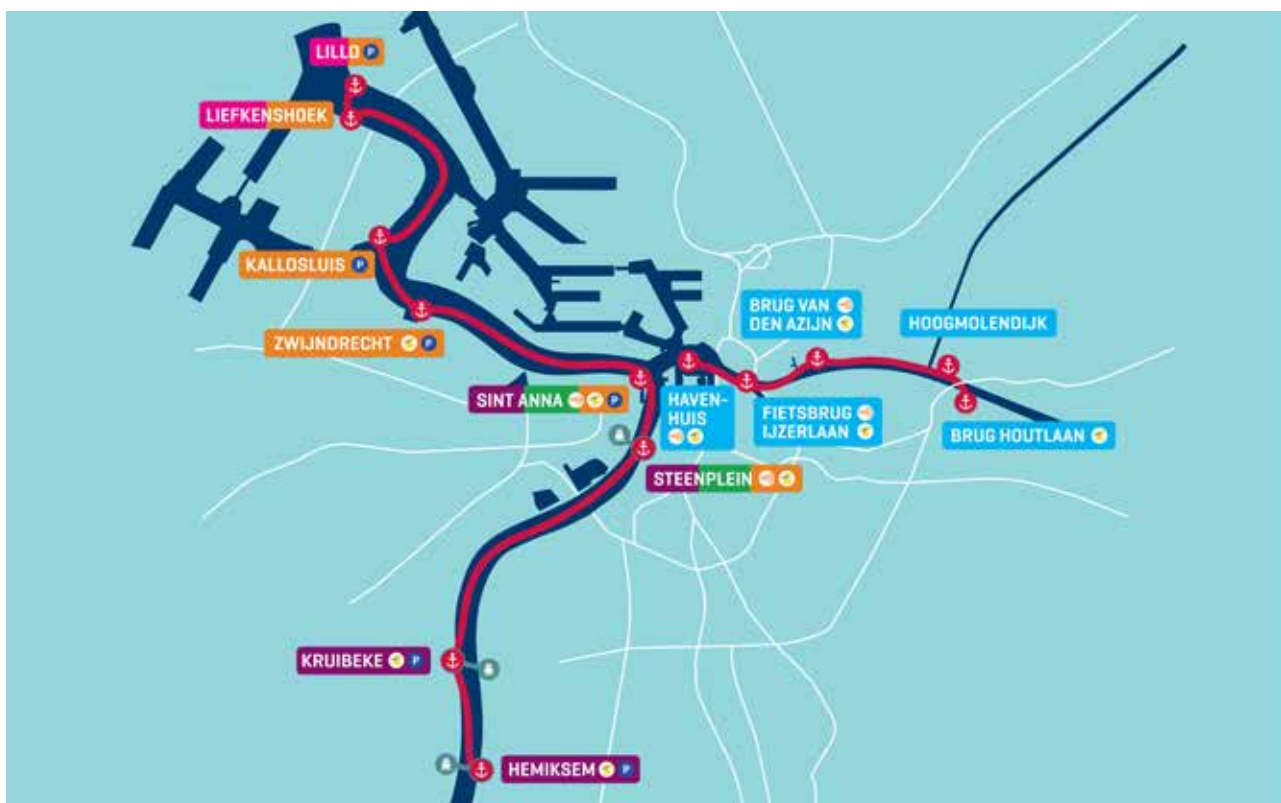 LILLO P
LIEFKENSHOEK
KALLOSLUIS P
ZWIJNDRECHT P
SINT ANNA P
HAVEN-
HUIS
BRUG VAN
DEN AZIJN
HOOGMOLENDIJK
FIETSBRUG
IJZERLAAN
BRUG HOUTLAAN
STEENPLEIN
KRUIBEKE P
HEMIKSEM P